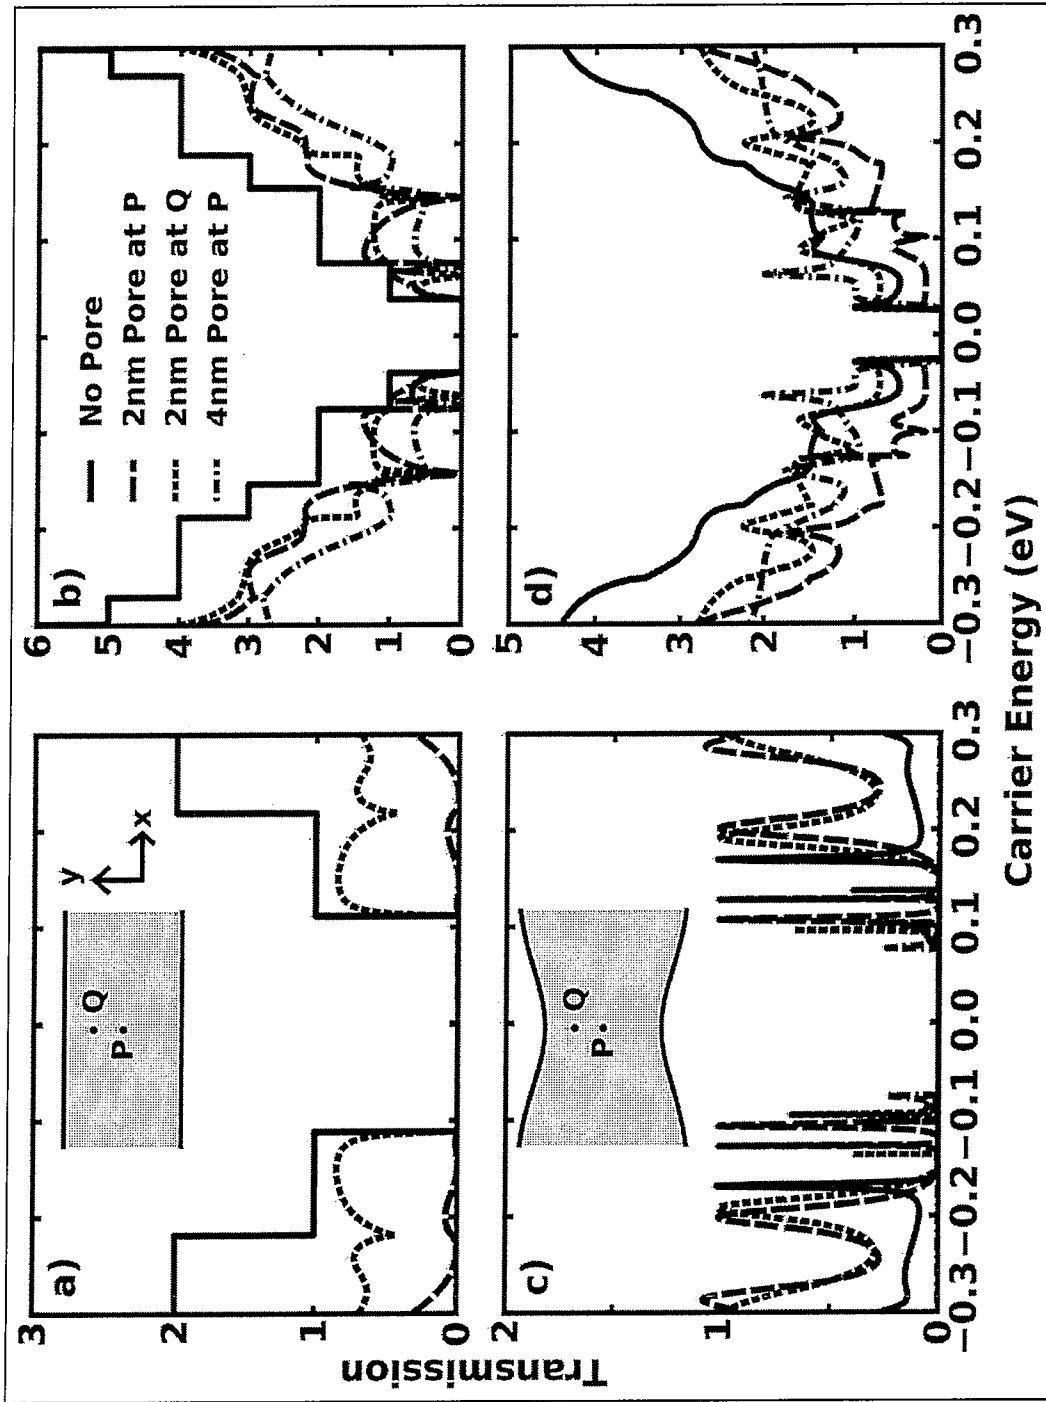 Transmission
a)
3
2
1
0
P
Q
y
x
b)
6
5
4
3
2
1
0
No Pore
2nm Pore at P
2nm Pore at Q
4nm Pore at P
c)
2
1
0
P
Q
−0.3 −0.2 −0.1 0.0 0.1 0.2 0.3
d)
5
4
3
2
1
0
−0.3 −0.2 −0.1 0.0 0.1 0.2 0.3
Carrier Energy (eV)